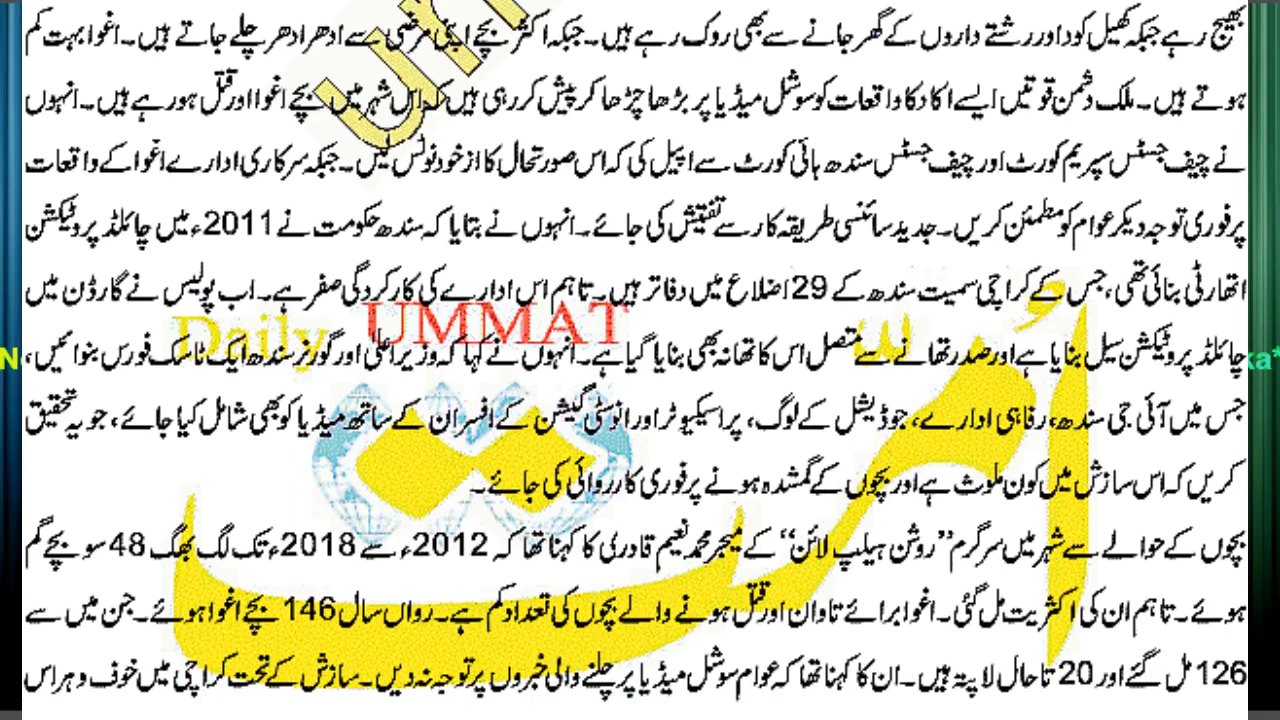 بھیج رہے جبکہ کھیل کود اور رشتے داروں کے گھر جانے سے بھی روک رہے ہیں۔ جبکہ اکثر بچے اپنی مرضی سے ادھر ادھر چلے جاتے ہیں۔ اغوا بہت کم
ہوتے ہیں۔ ملک دشمن قوتیں ایسے اکا دکا واقعات کو سوشل میڈیا پر بڑھا چڑھا کر پیش کر رہی ہیں کہ اس شہر میں بچے اغوا اور قتل ہو رہے ہیں۔ انہوں
نے چیف جسٹس سپریم کورٹ اور چیف جسٹس سندھ ہائی کورٹ سے اپیل کی کہ اس صورتحال کا از خود نوٹس لیں۔ جبکہ سرکاری ادارے اغوا کے واقعات
پر فوری توجہ دیکر عوام کو مطمئن کریں۔ جدید سائنسی طریقہ کار سے تفتیش کی جائے۔ انہوں نے بتایا کہ سندھ حکومت نے 2011ء میں چائلڈ پروٹیکشن
اتھارٹی بنائی تھی، جس کے کراچی سمیت سندھ کے 29 اضلاع میں دفاتر ہیں۔ تاہم اس ادارے کی کارکردگی صفر ہے۔ اب پولیس نے گارڈن میں
چائلڈ پروٹیکشن سیل بنایا ہے اور صدر تھانے سے متصل اس کا تھانہ بھی بنایا گیا ہے۔ انہوں نے کہا کہ وزیر اعلیٰ اور گورنر سندھ ایک ٹاسک فورس بنوائیں،
جس میں آئی جی سندھ، رفاہی ادارے، جوڈیشل کے لوگ، پراسیکیوٹر اور انوسٹی گیشن کے افسران کے ساتھ میڈیا کو بھی شامل کیا جائے، جو یہ تحقیق
کریں کہ اس سازش میں کون ملوث ہے اور بچوں کے گمشدہ ہونے پر فوری کارروائی کی جائے۔
بچوں کے حوالے سے شہر میں سرگرم ”روشن ہیلپ لائن“ کے میجر محمد نعیم قادری کا کہنا تھا کہ 2012ء سے 2018ء تک لگ بھگ 48 سو بچے گم
ہوئے۔ تاہم ان کی اکثریت مل گئی۔ اغوا برائے تاوان اور قتل ہونے والے بچوں کی تعداد کم ہے۔ رواں سال 146 بچے اغوا ہوئے۔ جن میں سے
126 مل گئے اور 20 تاحال لاپتہ ہیں۔ ان کا کہنا تھا کہ عوام سوشل میڈیا پر چلنے والی خبروں پر توجہ نہ دیں۔ سازش کے تحت کراچی میں خوف و ہراس
Daily UMMAT
اُمت